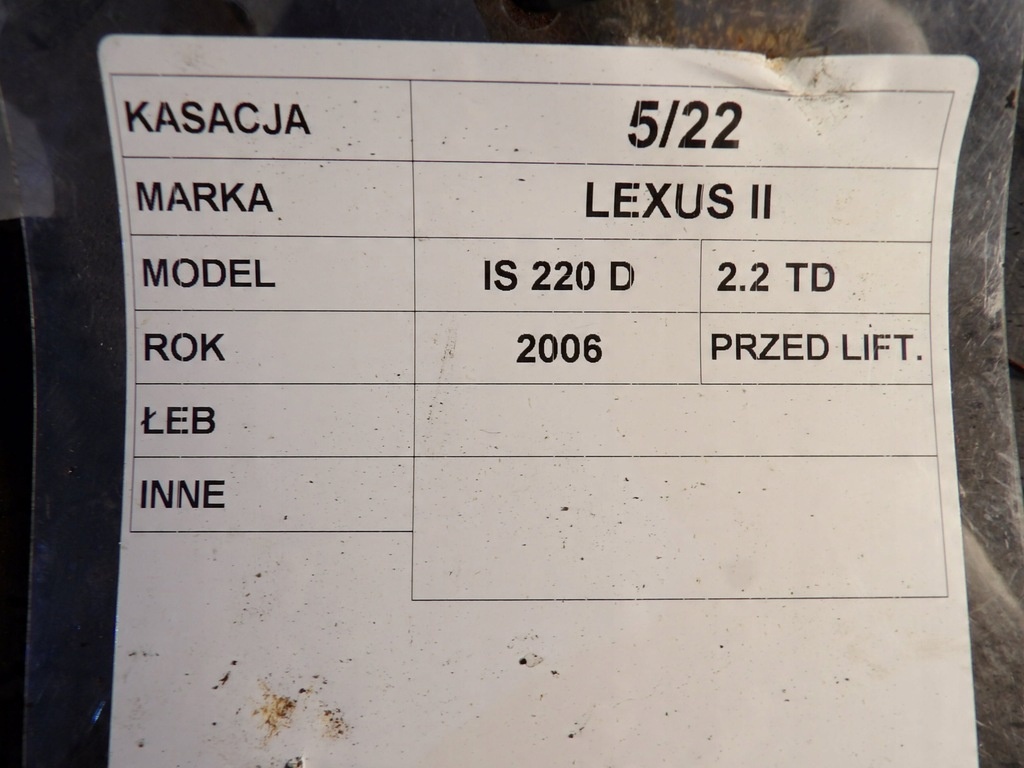 KASACJA 5/22
MARKA LEXUS II
MODEL IS 220 D 2.2 TD
ROK 2006 PRZED LIFT.
ŁEB
INNE